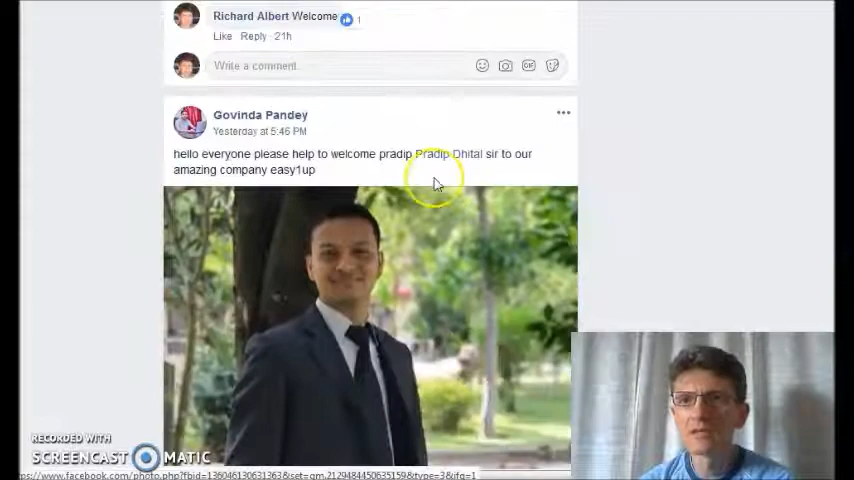 Richard Albert Welcome 1
Like Reply · 21h
Write a comment...
GIF
Govinda Pandey
Yesterday at 5:46 PM
hello everyone please help to welcome pradip Pradip Dhital sir to our
amazing company easy1up
RECORDED WITH
SCREENCAST MATIC
ps://www.facebook.com/photo.php?fbid=136046130631363&set=gm.2129484450635159&type=3&ifg=1